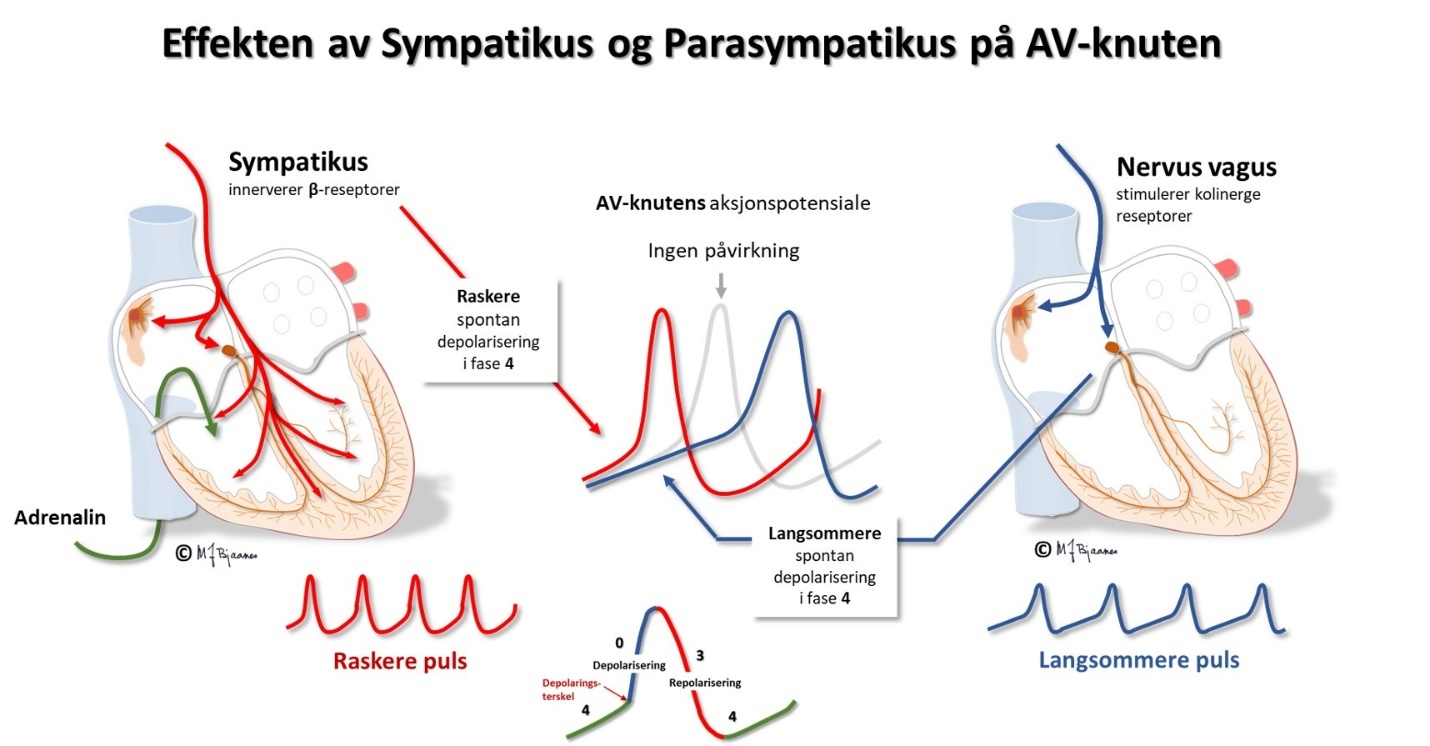 Effekten av Sympatikus og Parasympatikus på AV-knuten
Sympatikus
innerverer β-reseptorer
Nervus vagus
stimulerer kolinerge
reseptorer
AV-knutens aksjonspotensiale
Ingen påvirkning
Raskere
spontan
depolarisering
i fase 4
Adrenalin
© M J Bjaanes
© M J Bjaanes
Langsommere
spontan
depolarisering
i fase 4
Raskere puls
Langsommere puls
0
Depolarisering
3
Repolarisering
Depolarings-
terskel
4
4